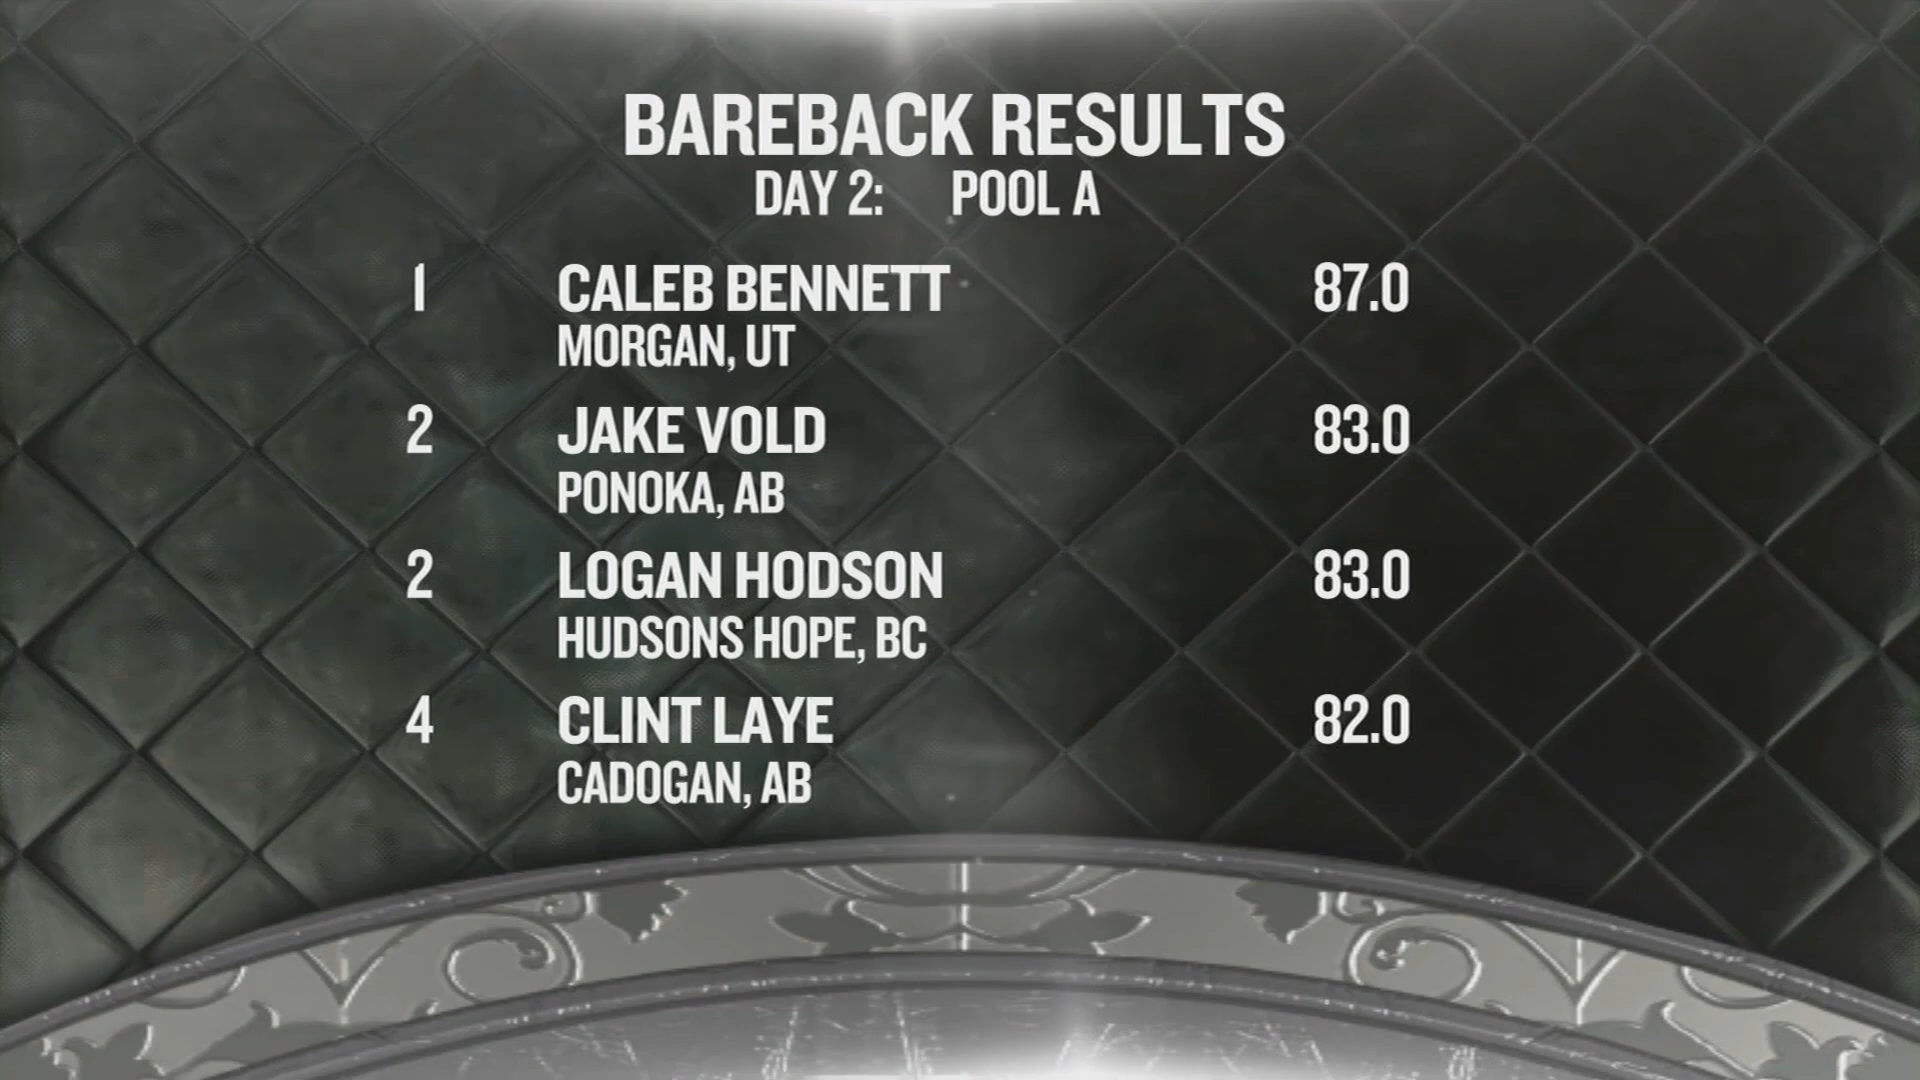 BAREBACK RESULTS
DAY 2: POOL A
1 CALEB BENNETT 87.0
MORGAN, UT
2 JAKE VOLD 83.0
PONOKA, AB
2 LOGAN HODSON 83.0
HUDSONS HOPE, BC
4 CLINT LAYE 82.0
CADOGAN, AB